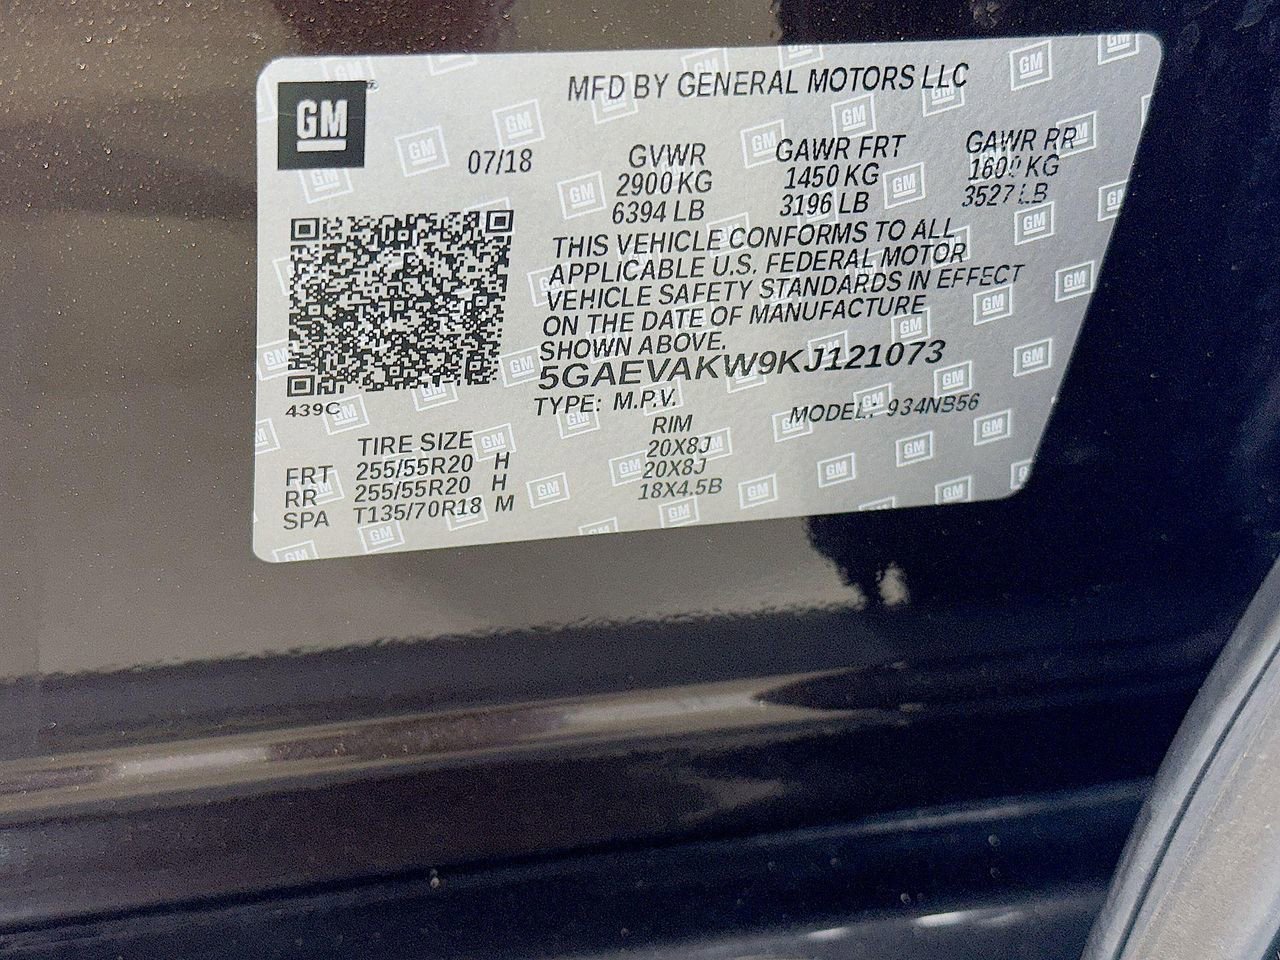 GM
MFD BY GENERAL MOTORS LLC
07/18
GVWR
2900 KG
6394 LB
GAWR FRT
1450 KG
3196 LB
GAWR RR
1600 KG
3527 LB
THIS VEHICLE CONFORMS TO ALL
APPLICABLE U.S. FEDERAL MOTOR
VEHICLE SAFETY STANDARDS IN EFFECT
ON THE DATE OF MANUFACTURE
SHOWN ABOVE.
5GAEVAKW9KJ121073
439C
TYPE: M.P.V.
MODEL: 934NB56
TIRE SIZE
RIM
FRT 255/55R20 H 20X8J
RR 255/55R20 H 20X8J
SPA T135/70R18 M 18X4.5B